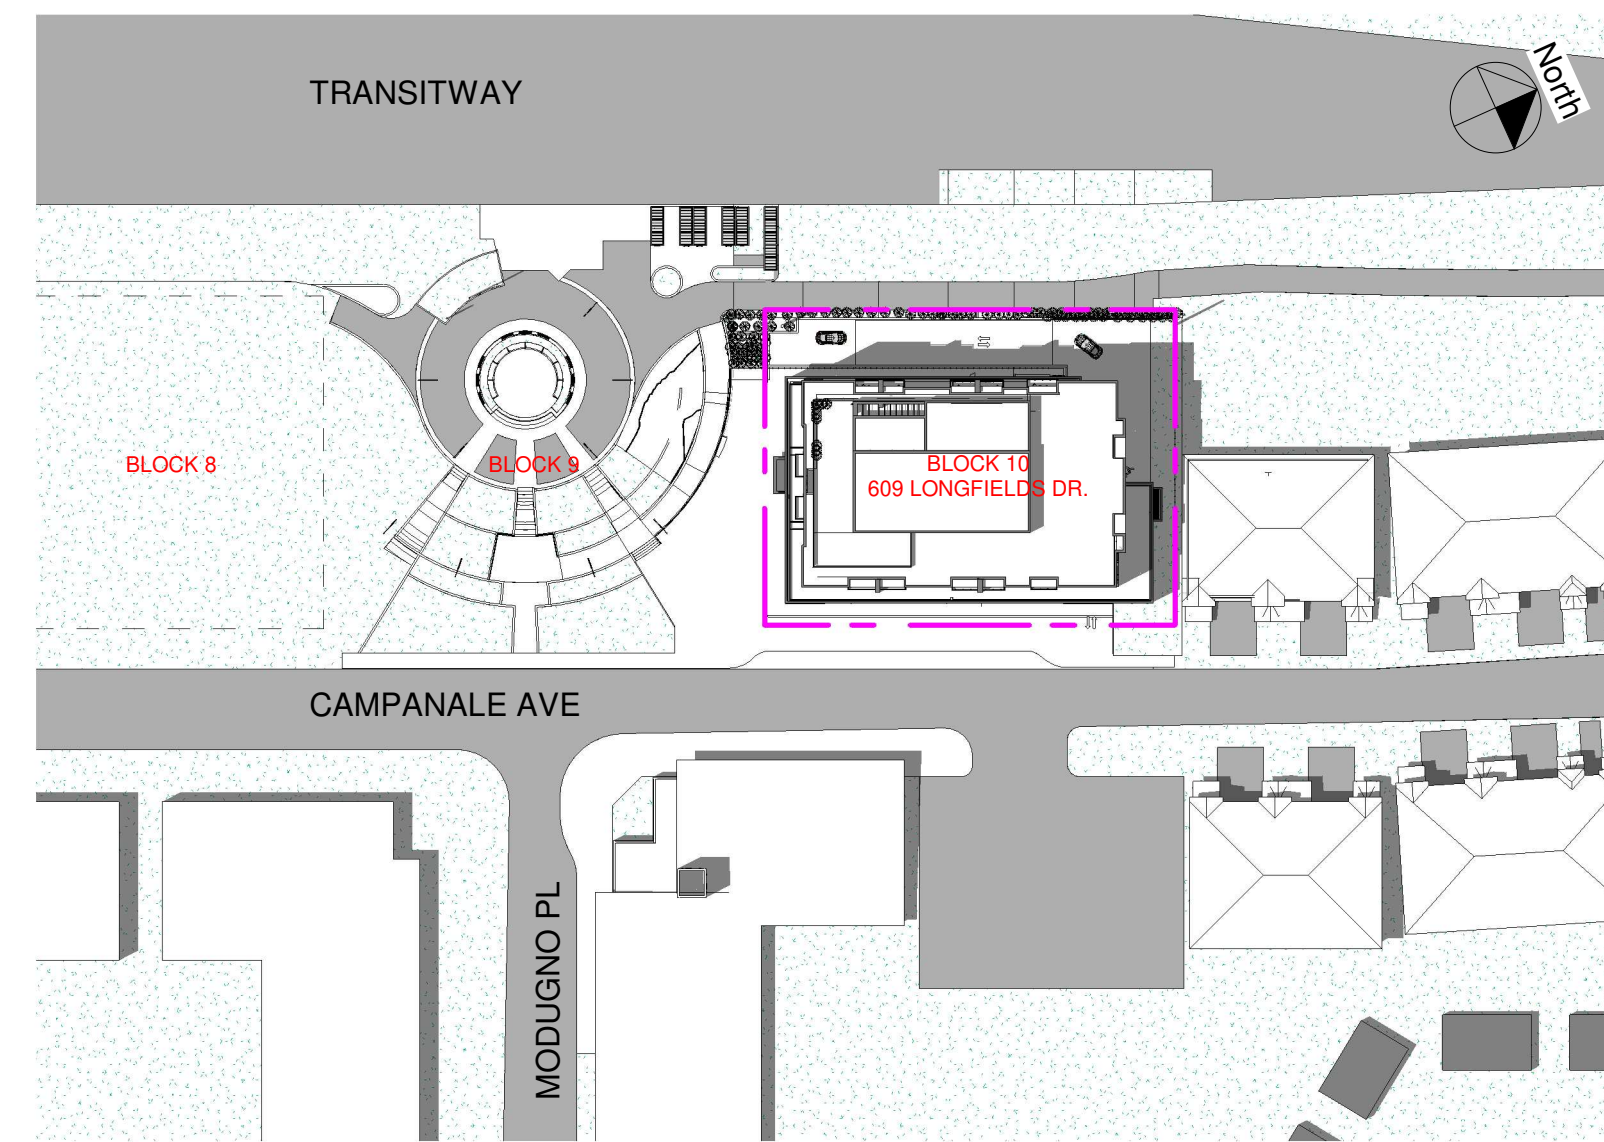 TRANSITWAY
North
BLOCK 8
BLOCK 9
BLOCK 10
609 LONGFIELDS DR.
CAMPANALE AVE
MODUGNO PL